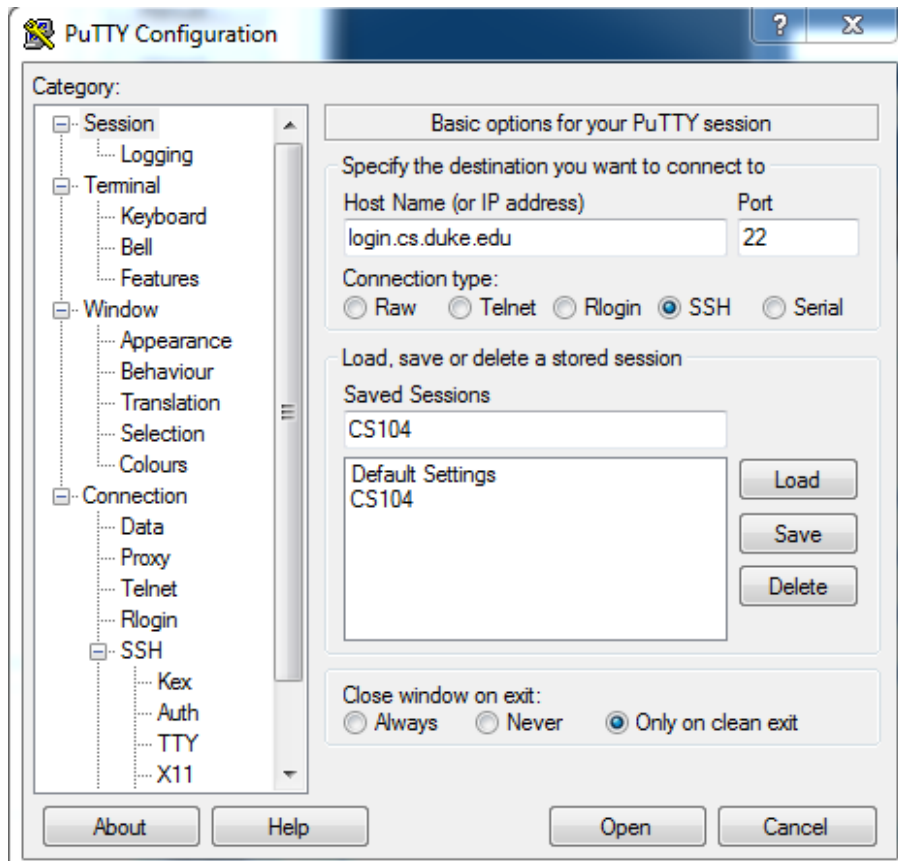 PuTTY Configuration
?
X
Category:
Session
Logging
Terminal
Keyboard
Bell
Features
Window
Appearance
Behaviour
Translation
Selection
Colours
Connection
Data
Proxy
Telnet
Rlogin
SSH
Kex
Auth
TTY
X11
Basic options for your PuTTY session
Specify the destination you want to connect to
Host Name (or IP address) Port
login.cs.duke.edu 22
Connection type:
Raw Telnet Rlogin SSH Serial
Load, save or delete a stored session
Saved Sessions
CS104
Default Settings
CS104
Load
Save
Delete
Close window on exit:
Always Never Only on clean exit
About Help Open Cancel